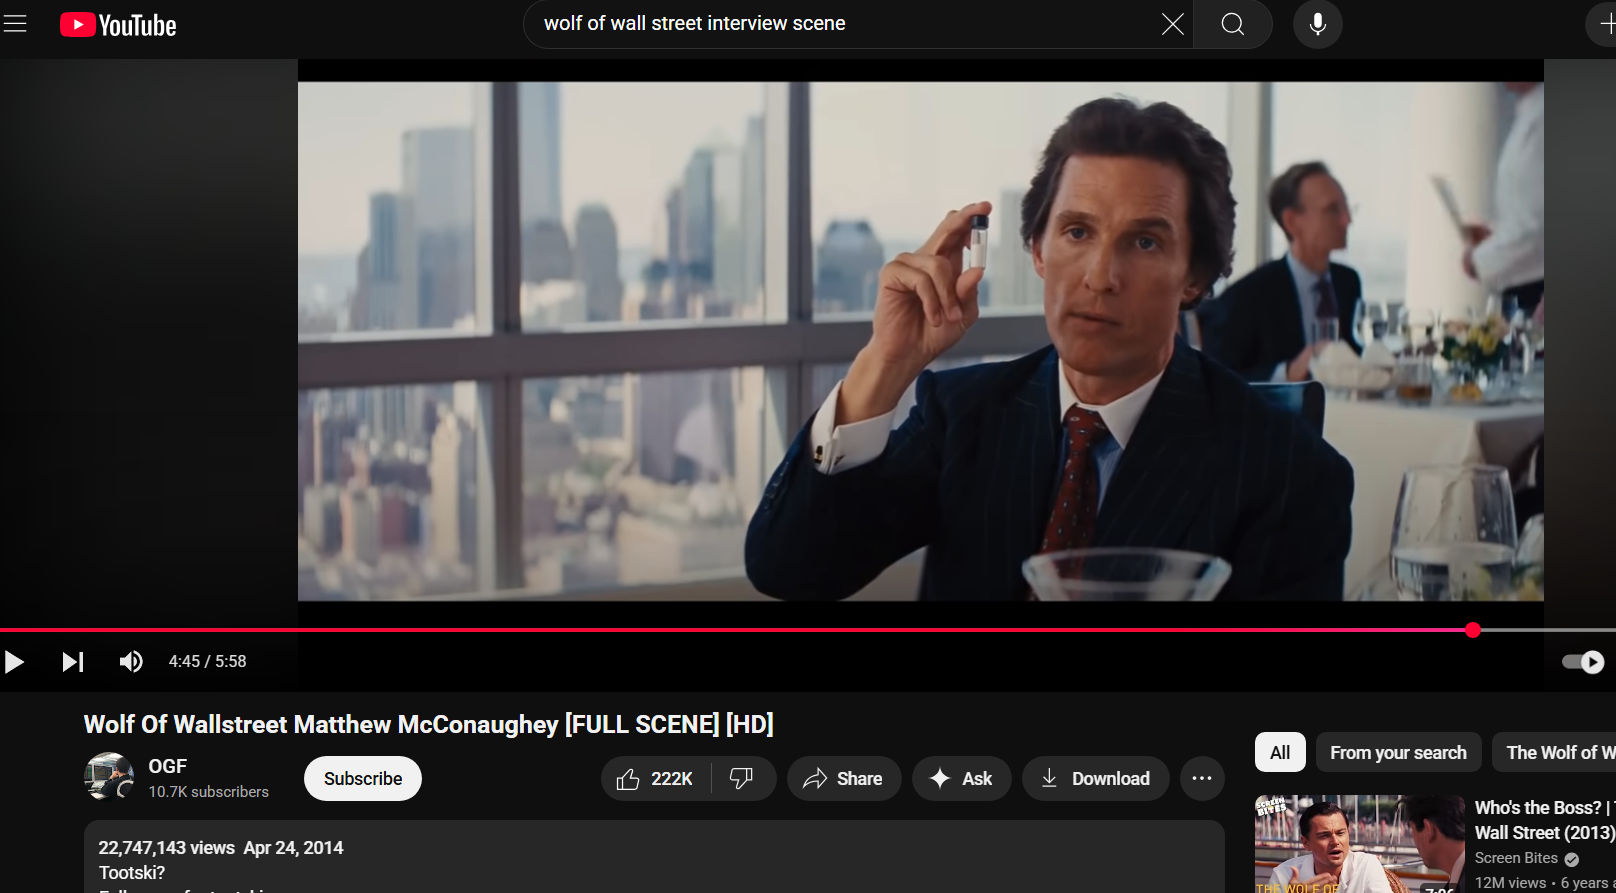 YouTube
wolf of wall street interview scene
4:45 / 5:58
Wolf Of Wallstreet Matthew McConaughey [FULL SCENE] [HD]
OGF
10.7K subscribers
Subscribe
222K
Share
Ask
Download
22,747,143 views Apr 24, 2014
Tootski?
All
From your search
The Wolf of W
SCREEN
BITES
THE WOLF OF
Who's the Boss? |
Wall Street (2013)
Screen Bites
12M views • 6 years